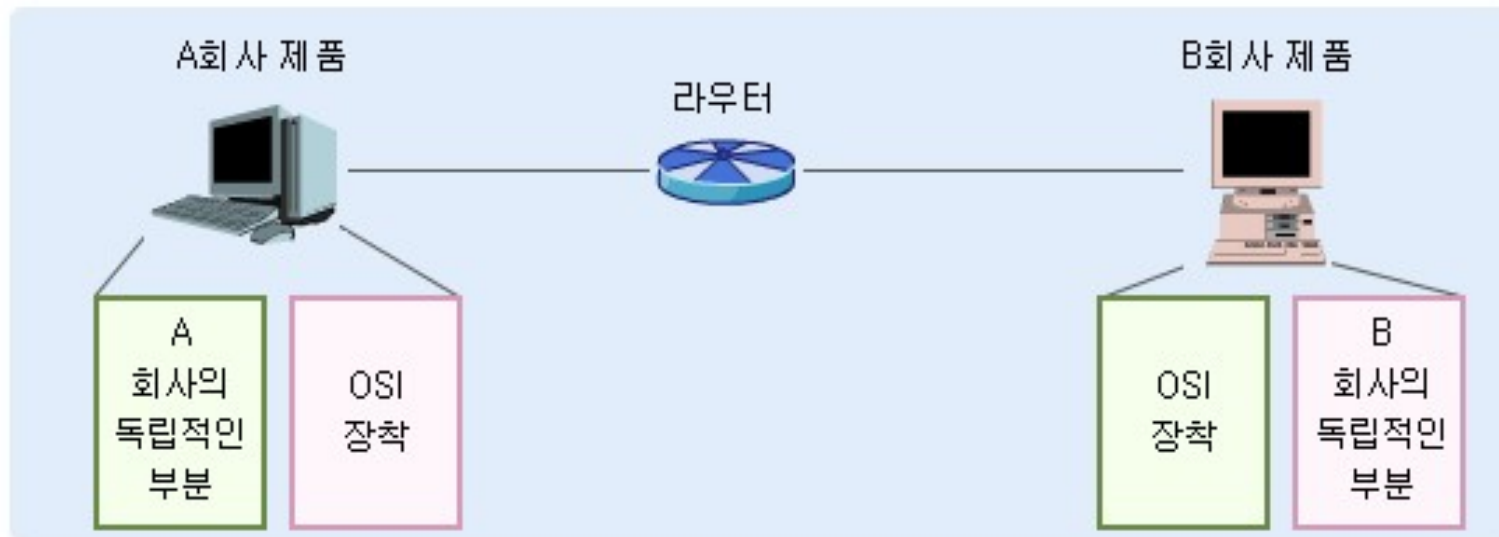 A회사 제품
라우터
B회사 제품
A
회사의
독립적인
부분
OSI
장착
OSI
장착
B
회사의
독립적인
부분